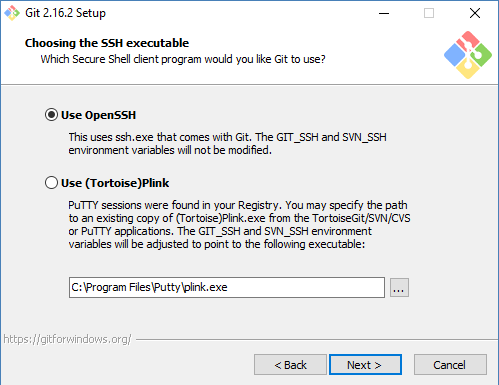 Git 2.16.2 Setup
Choosing the SSH executable
Which Secure Shell client program would you like Git to use?
Use OpenSSH
This uses ssh.exe that comes with Git. The GIT_SSH and SVN_SSH
environment variables will not be modified.
Use (Tortoise)Plink
PuTTY sessions were found in your Registry. You may specify the path
to an existing copy of (Tortoise)Plink.exe from the TortoiseGit/SVN/CVS
or PuTTY applications. The GIT_SSH and SVN_SSH environment
variables will be adjusted to point to the following executable:
C:\Program Files\Putty\plink.exe
...
https://gitforwindows.org/
< Back
Next >
Cancel